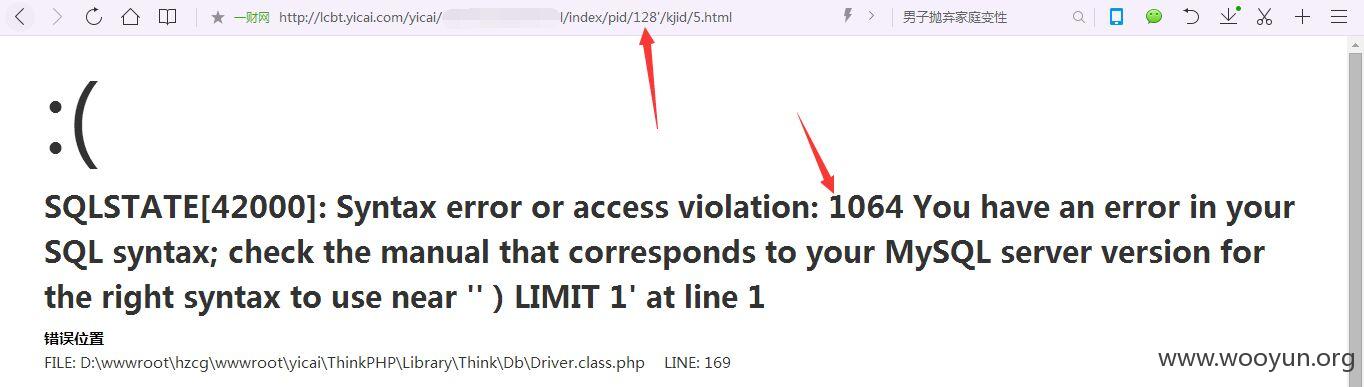 一财网 http://lcbt.yicai.com/yicai/ l/index/pid/128'/kjid/5.html 男子抛弃家庭变性
:(
SQLSTATE[42000]: Syntax error or access violation: 1064 You have an error in your
SQL syntax; check the manual that corresponds to your MySQL server version for
the right syntax to use near '' ) LIMIT 1' at line 1
错误位置
FILE: D:\wwwroot\hzcg\wwwroot\yicai\ThinkPHP\Library\Think\Db\Driver.class.php LINE: 169
www.wooyun.org